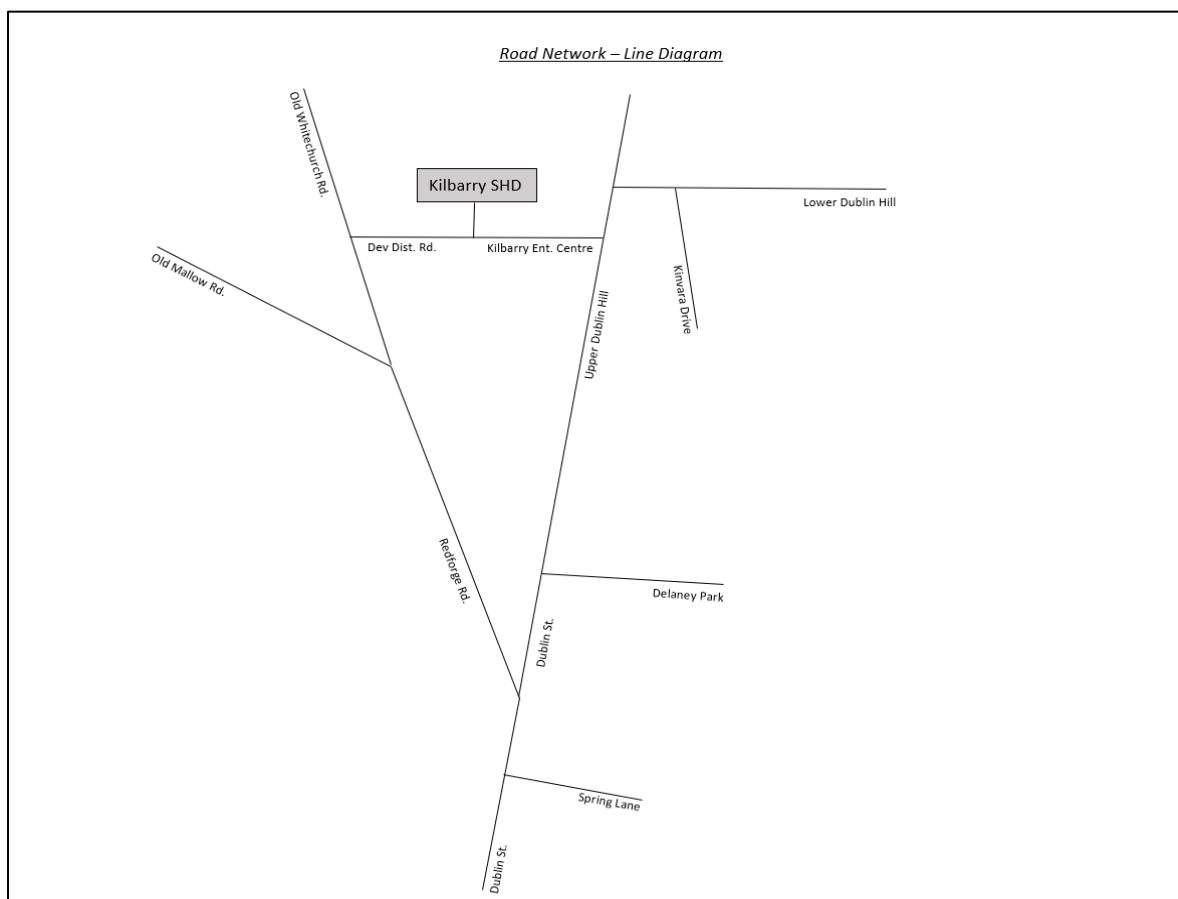 Road Network – Line Diagram
Old Whitechurch Rd.
Kilbarry SHD
Lower Dublin Hill
Dev Dist. Rd.
Kilbarry Ent. Centre
Old Mallow Rd.
Kinvara Drive
Upper Dublin Hill
Redforge Rd.
Delaney Park
Dublin St.
Spring Lane
Dublin St.